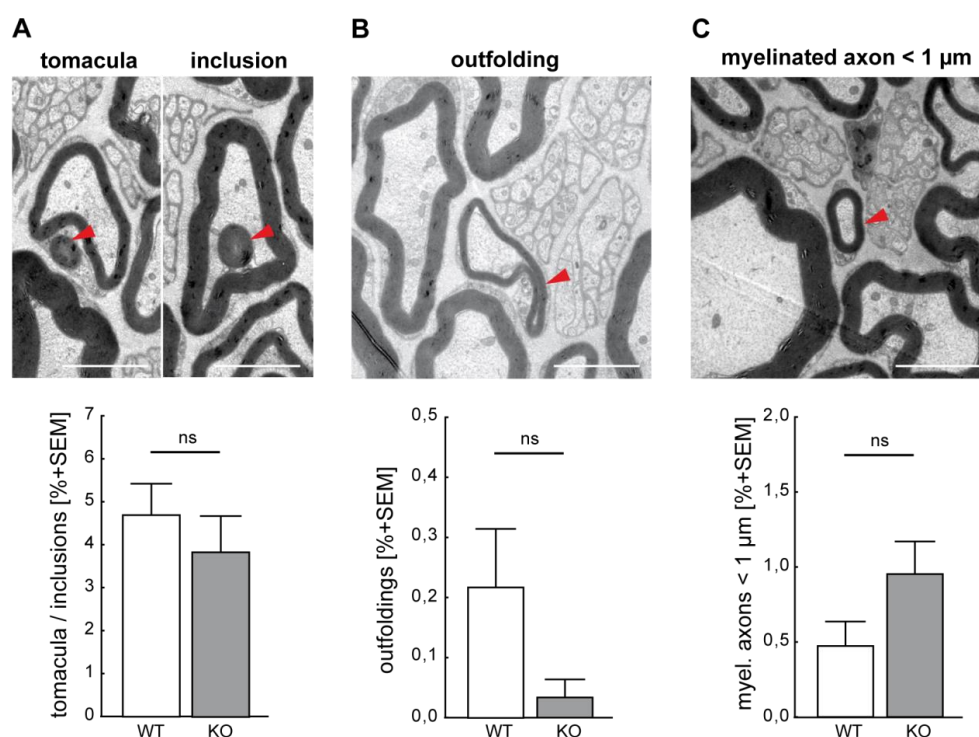 A
tomacula
inclusion
B
outfolding
C
myelinated axon < 1 µm
tomacula / inclusions [%+SEM]
7
6
5
4
3
2
1
0
ns
WT
KO
outfoldings [%+SEM]
0,5
0,4
0,3
0,2
0,1
0,0
ns
WT
KO
myel. axons < 1 µm [%+SEM]
2,0
1,5
1,0
0,5
0,0
ns
WT
KO